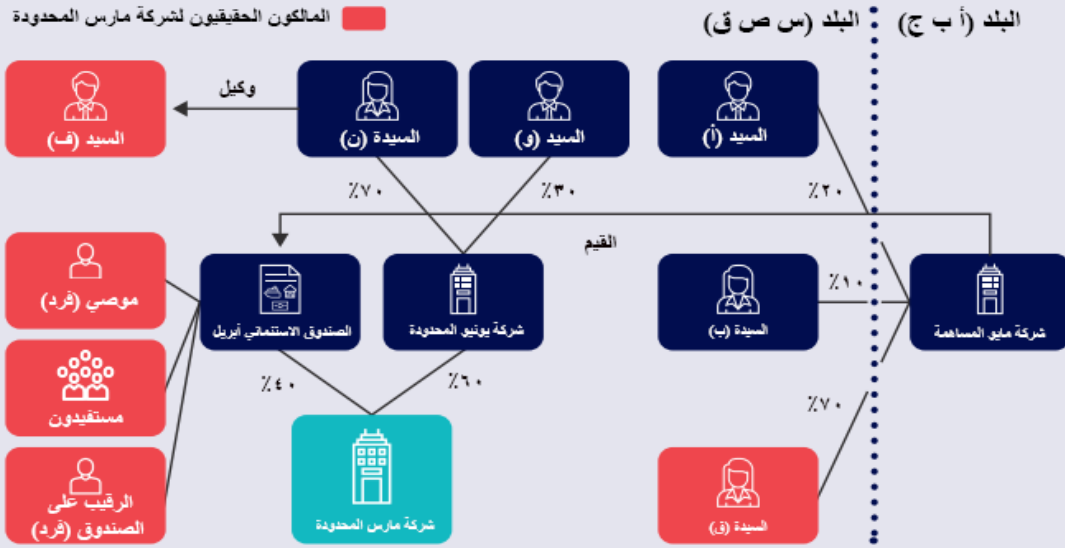 المالكون الحقيقيون لشركة مارس المحدودة
البلد (س ص ق)
البلد (أ ب ج)
السيد (أ)
السيد (و)
السيدة (ن)
وكيل
السيد (ف)
٪٢٠
٪٣٠
٪٧٠
القيم
شركة مايو المساهمة
٪١٠
السيدة (ب)
شركة يونيو المحدودة
الصندوق الاستئماني أبريل
موصي (فرد)
٪٦٠
٪٤٠
مستفيدون
٪٧٠
السيدة (ق)
شركة مارس المحدودة
الرقيب على
الصندوق (فرد)